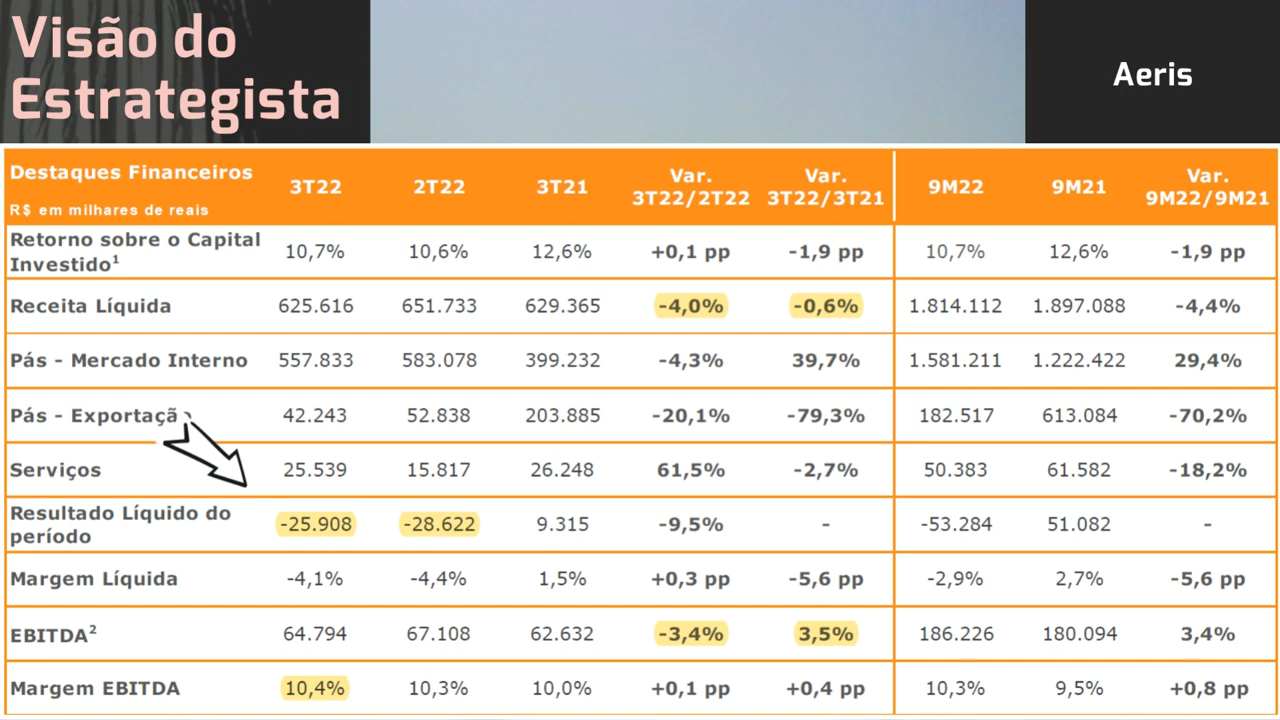 Visão do
Estrategista
Aeris
Destaques Financeiros
R$ em milhares de reais
3T22 2T22 3T21 Var. 3T22/2T22 Var. 3T22/3T21 9M22 9M21 Var. 9M22/9M21
Retorno sobre o Capital
Investido¹ 10,7% 10,6% 12,6% +0,1 pp -1,9 pp 10,7% 12,6% -1,9 pp
Receita Líquida 625.616 651.733 629.365 -4,0% -0,6% 1.814.112 1.897.088 -4,4%
Pás - Mercado Interno 557.833 583.078 399.232 -4,3% 39,7% 1.581.211 1.222.422 29,4%
Pás - Exportação 42.243 52.838 203.885 -20,1% -79,3% 182.517 613.084 -70,2%
Serviços 25.539 15.817 26.248 61,5% -2,7% 50.383 61.582 -18,2%
Resultado Líquido do
período -25.908 -28.622 9.315 -9,5% - -53.284 51.082 -
Margem Líquida -4,1% -4,4% 1,5% +0,3 pp -5,6 pp -2,9% 2,7% -5,6 pp
EBITDA² 64.794 67.108 62.632 -3,4% 3,5% 186.226 180.094 3,4%
Margem EBITDA 10,4% 10,3% 10,0% +0,1 pp +0,4 pp 10,3% 9,5% +0,8 pp